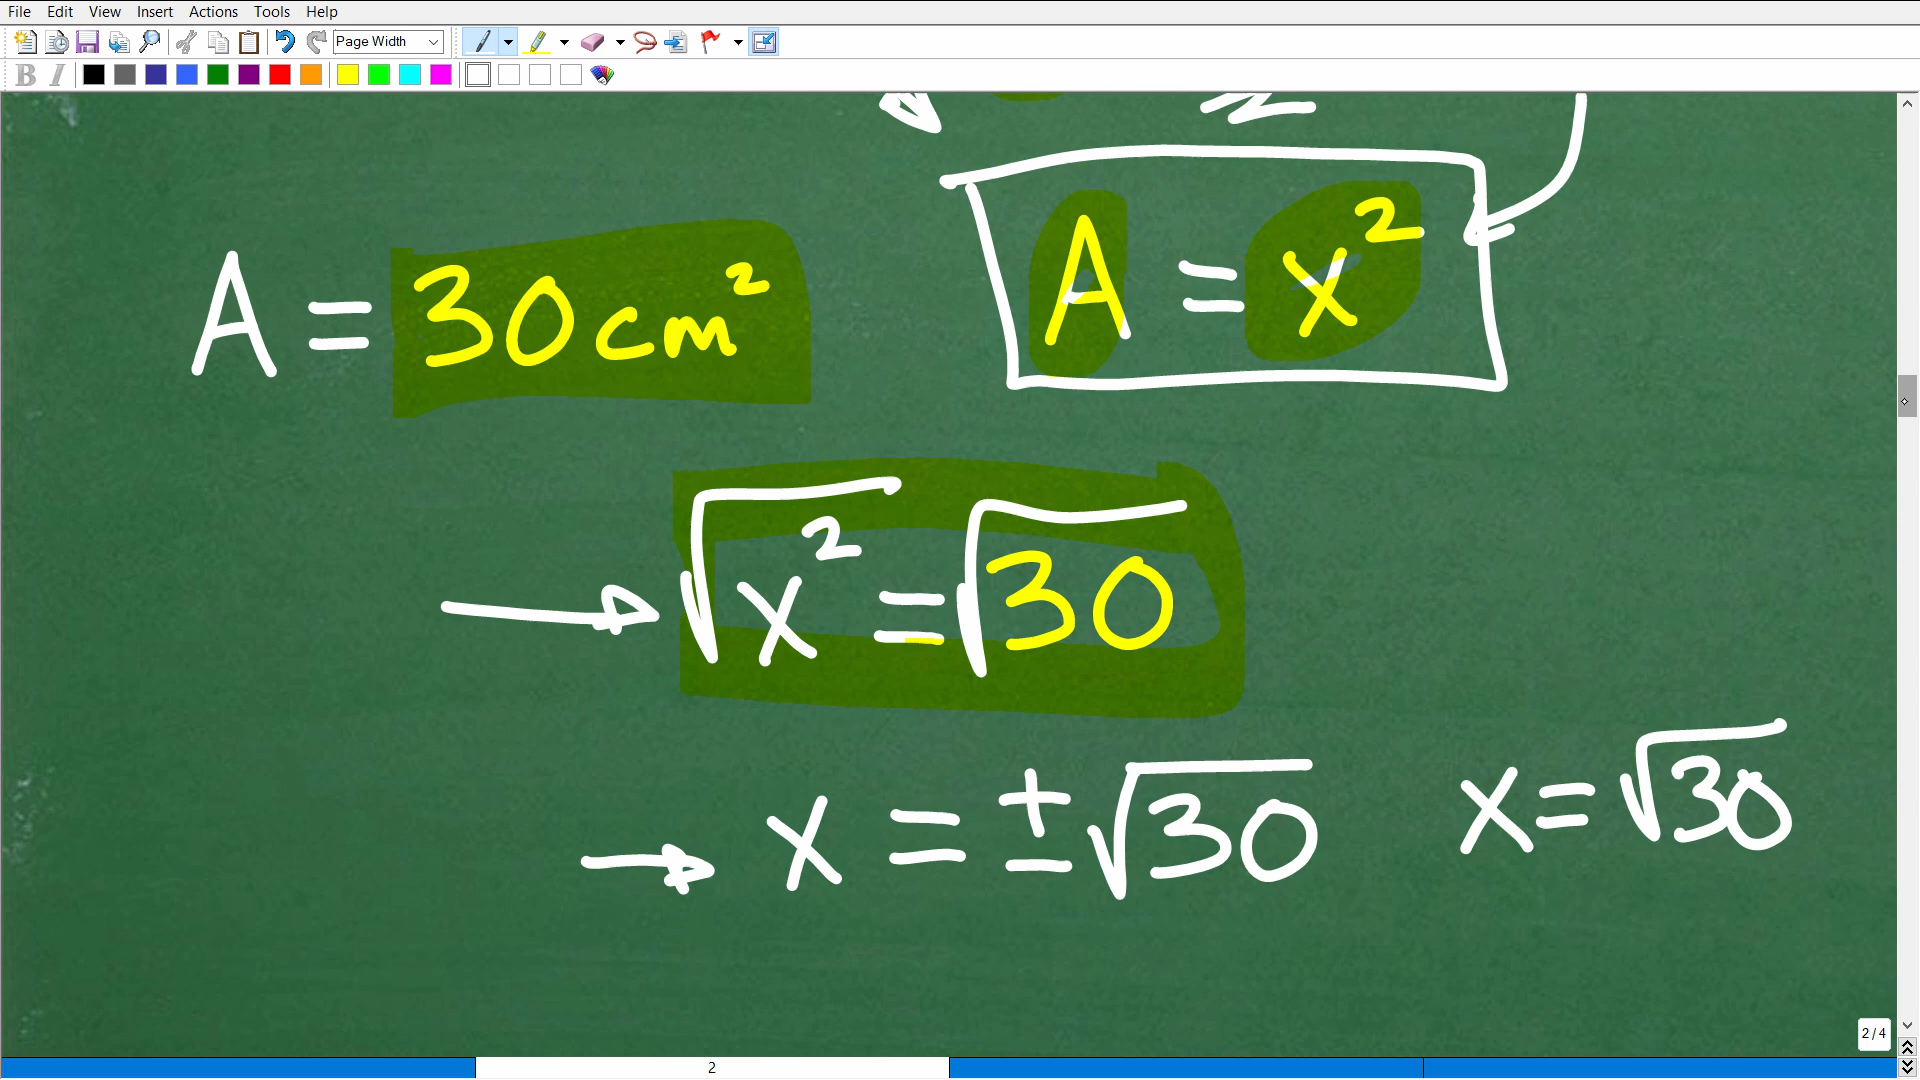 File Edit View Insert Actions Tools Help
Page Width
B I
A = 30cm²
A = x²
√x² = √30
x = ±√30
x = √30
2/4
2